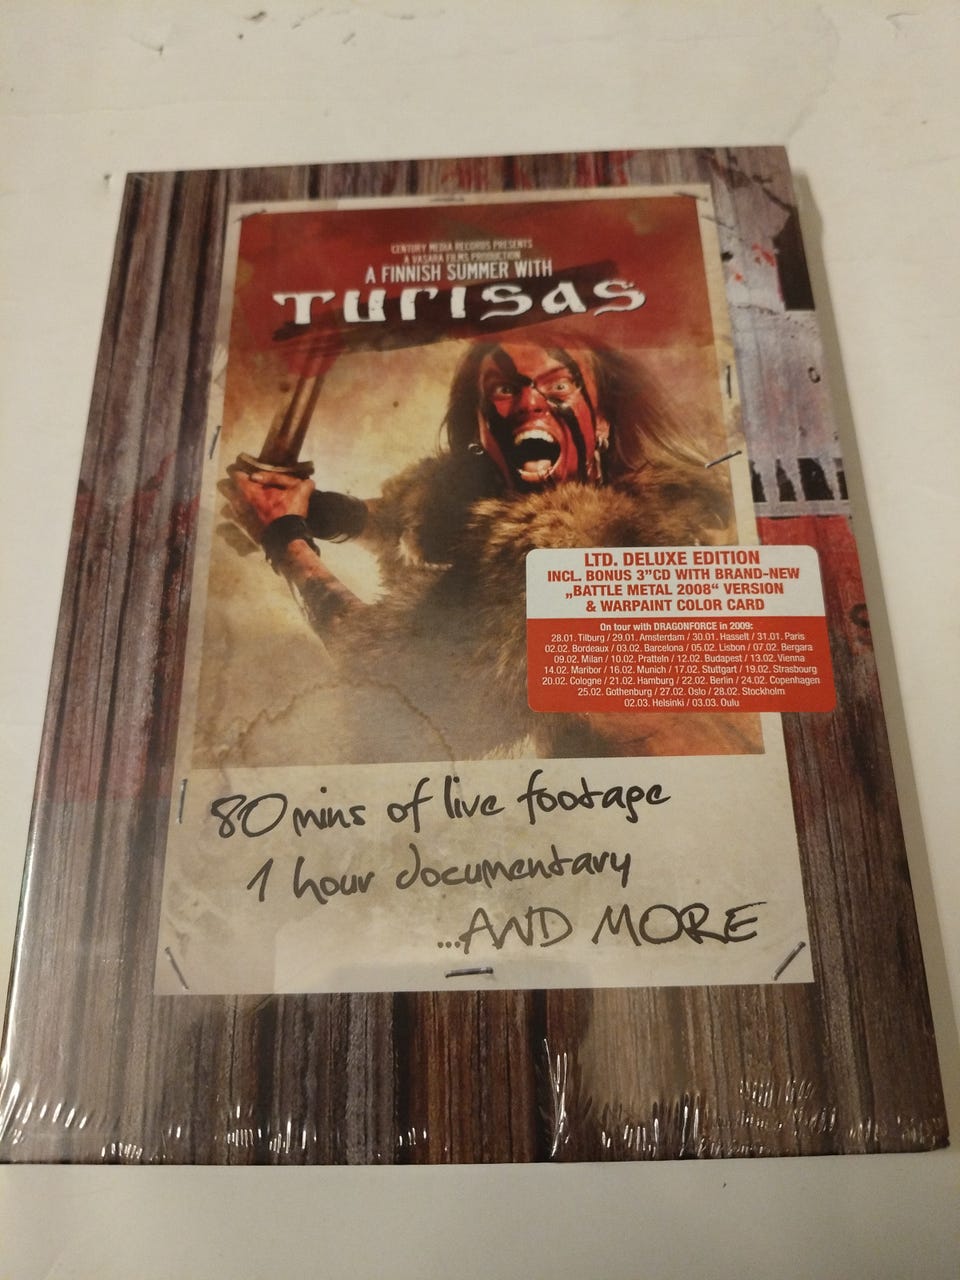 CENTURY MEDIA RECORDS PRESENTS
A VASARA FILMS PRODUCTION
A FINNISH SUMMER WITH
TURISAS
LTD. DELUXE EDITION
INCL. BONUS 3”CD WITH BRAND-NEW
„BATTLE METAL 2008“ VERSION
& WARPAINT COLOR CARD
On tour with DRAGONFORCE in 2009:
28.01. Tilburg / 29.01. Amsterdam / 30.01. Hasselt / 31.01. Paris
02.02. Bordeaux / 03.02. Barcelona / 05.02. Lisbon / 07.02. Bergara
09.02. Milan / 10.02. Pratteln / 12.02. Budapest / 13.02. Vienna
14.02. Maribor / 16.02. Munich / 17.02. Stuttgart / 19.02. Strasbourg
20.02. Cologne / 21.02. Hamburg / 22.02. Berlin / 24.02. Copenhagen
25.02. Gothenburg / 27.02. Oslo / 28.02. Stockholm
02.03. Helsinki / 03.03. Oulu
80 mins of live footage
1 hour documentary
...AND MORE